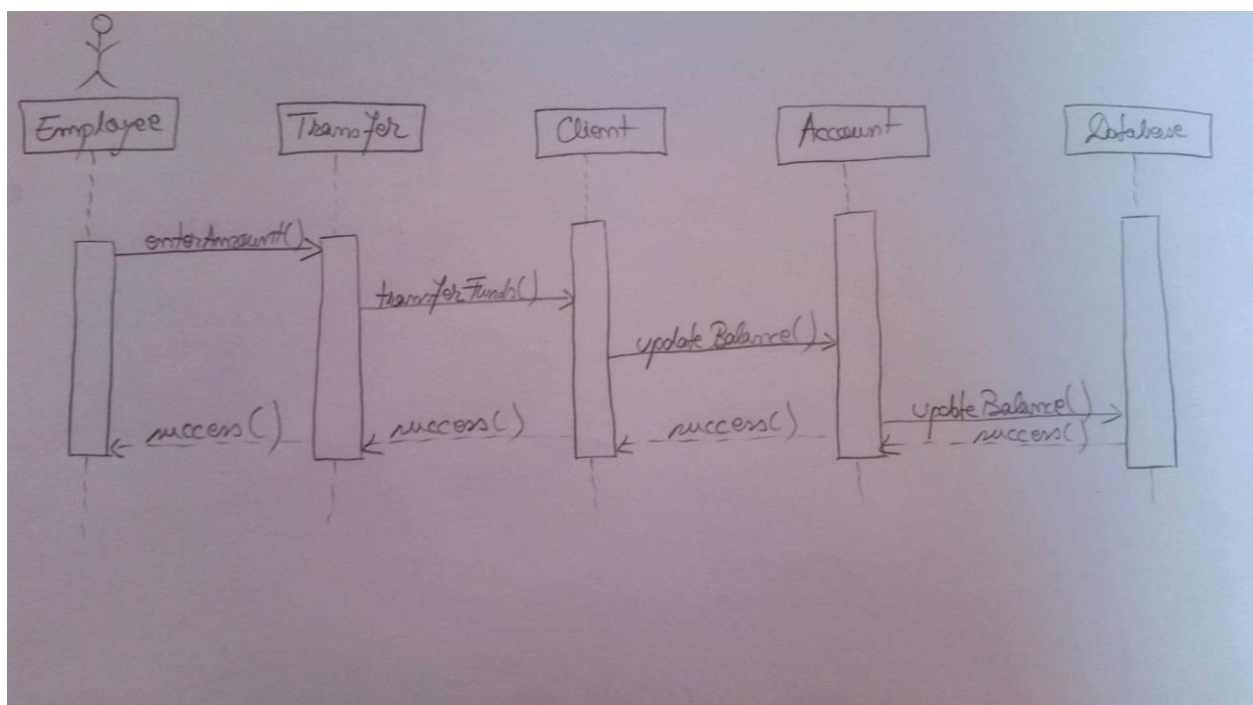 Employee
Transfer
Client
Account
Database
enterAmount()
transferFunds()
updateBalance()
updateBalance()
success()
success()
success()
success()